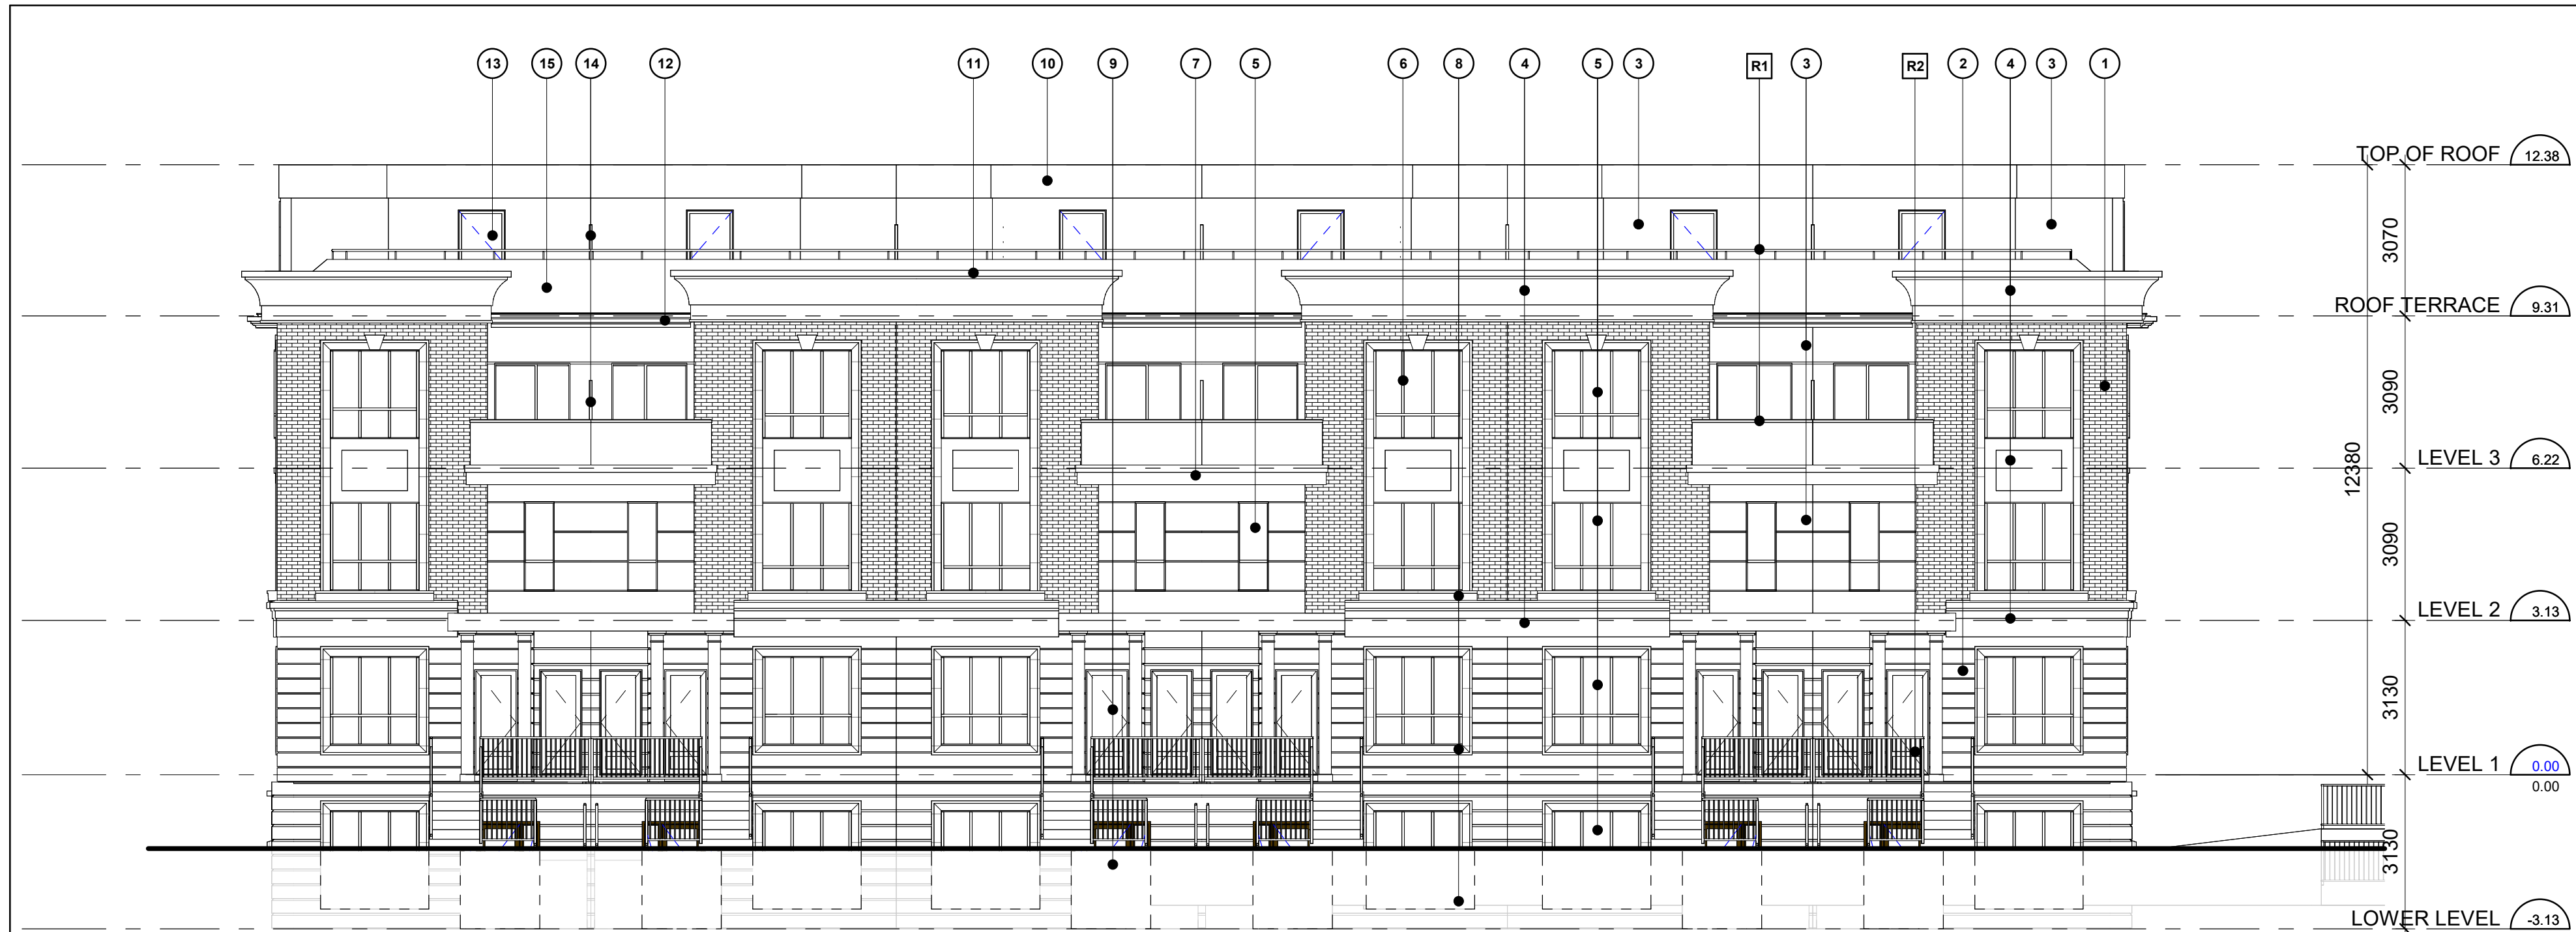 13 15 14 12 11 10 9 7 5 6 8 4 5 3 R1 3 R2 2 4 3 1
TOP OF ROOF 12.38
3070
ROOF TERRACE 9.31
3090
12380
LEVEL 3 6.22
3090
LEVEL 2 3.13
3130
LEVEL 1 0.00
0.00
3130
LOWER LEVEL -3.13